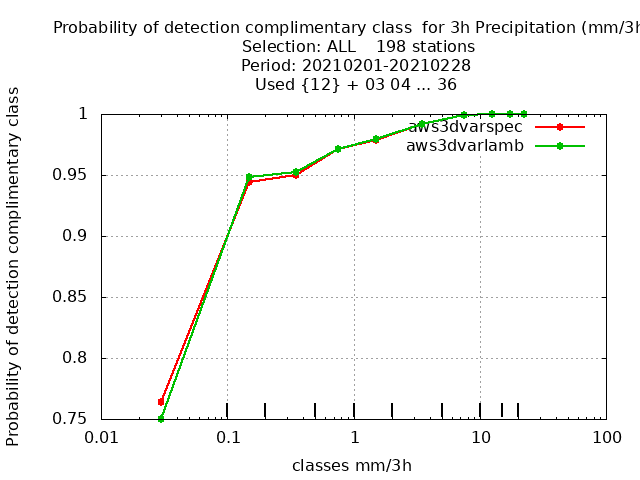 Probability of detection complimentary class  for 3h Precipitation (mm/3h
Selection: ALL    198 stations
Period: 20210201-20210228
Used {12} + 03 04 ... 36
Probability of detection complimentary class
aws3dvarspec
aws3dvarlamb
1
0.95
0.9
0.85
0.8
0.75
0.01
0.1
1
10
100
classes mm/3h